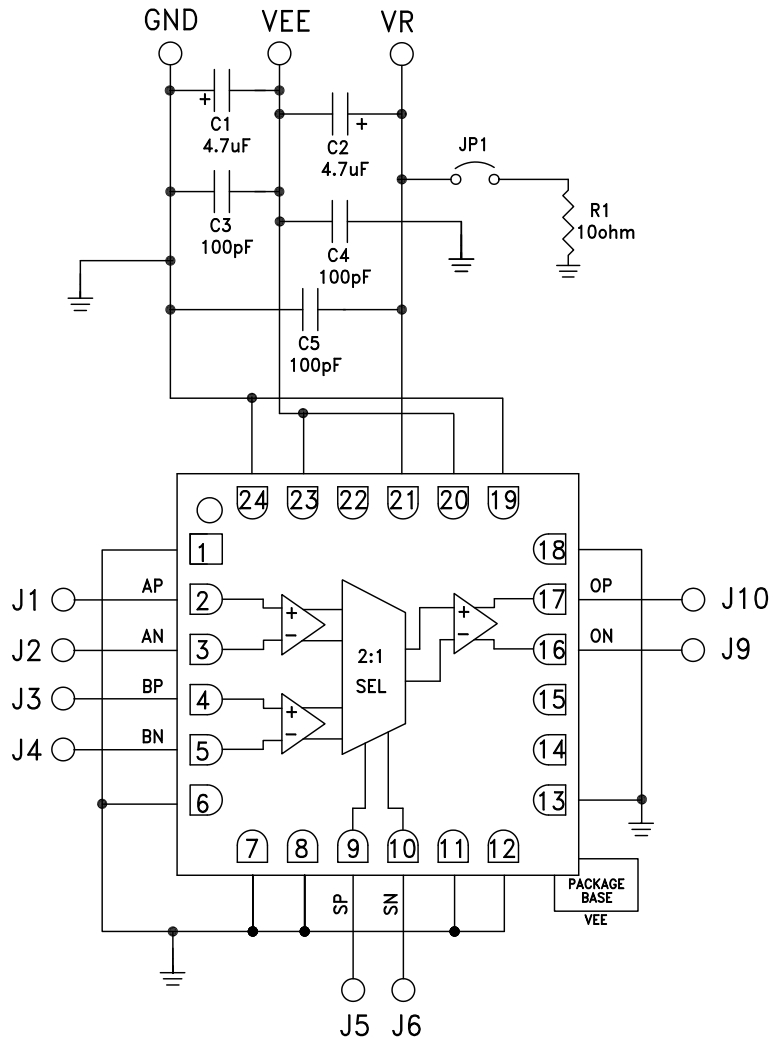 GND VEE VR
+
C1
4.7uF
C2 +
4.7uF
JP1
C3
100pF
R1
10ohm
C4
100pF
C5
100pF
24 23 22 21 20 19
1 18
J1 AP 2 + 17 OP J10
J2 AN 3 − 16 ON J9
+
−
2:1
SEL
J3 BP 4 + 15
J4 BN 5 − 14
6 13
7 8 9 10 11 12
PACKAGE
BASE
VEE
SP SN
J5 J6